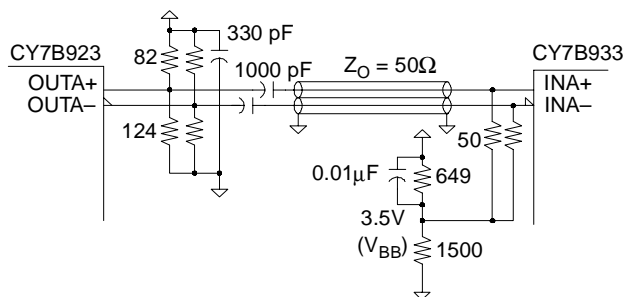 330 pF
CY7B923
CY7B933
82
1000 pF
Z_O = 50Ω
OUTA+
INA+
OUTA–
INA–
124
50
0.01µF
649
3.5V
(V_BB)
1500